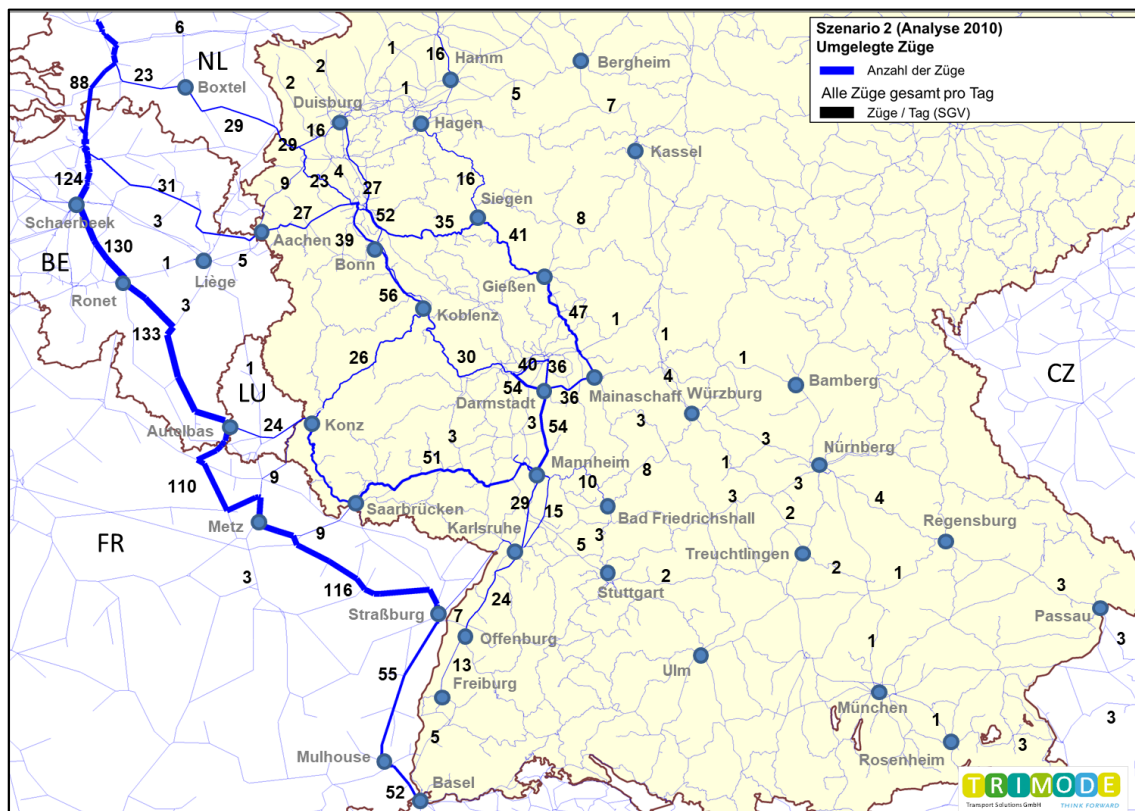 6
1
16
Hamm
Szenario 2 (Analyse 2010)
Umgelegte Züge
Anzahl der Züge
Alle Züge gesamt pro Tag
Züge / Tag (SGV)
NL
2
Bergheim
88
23
2
1
5
Boxtel
7
Duisburg
29
16
Hagen
29
Kassel
4
124
31
9
23
27
16
Siegen
Schaerbeek
3
27
52
35
8
130
Aachen
39
41
BE
1
5
Bonn
Liège
Gießen
Ronet
3
56
47
133
Koblenz
1
1
26
30
40
36
1
1
4
CZ
LU
54
36
Mainaschaff
Würzburg
Bamberg
Darmstadt
Autelbas
24
Konz
3
3
54
3
3
51
Mannheim
8
1
Nürnberg
110
9
10
3
3
4
Saarbrücken
29
15
Bad Friedrichshall
2
Regensburg
Metz
9
Karlsruhe
3
FR
5
Treuchtlingen
3
2
2
1
116
Stuttgart
3
24
Straßburg
7
Passau
Offenburg
3
1
55
13
Ulm
Freiburg
München
5
1
3
Rosenheim
3
Mulhouse
52
Basel
TRIMODE
Transport Solutions GmbH
THINK FORWARD